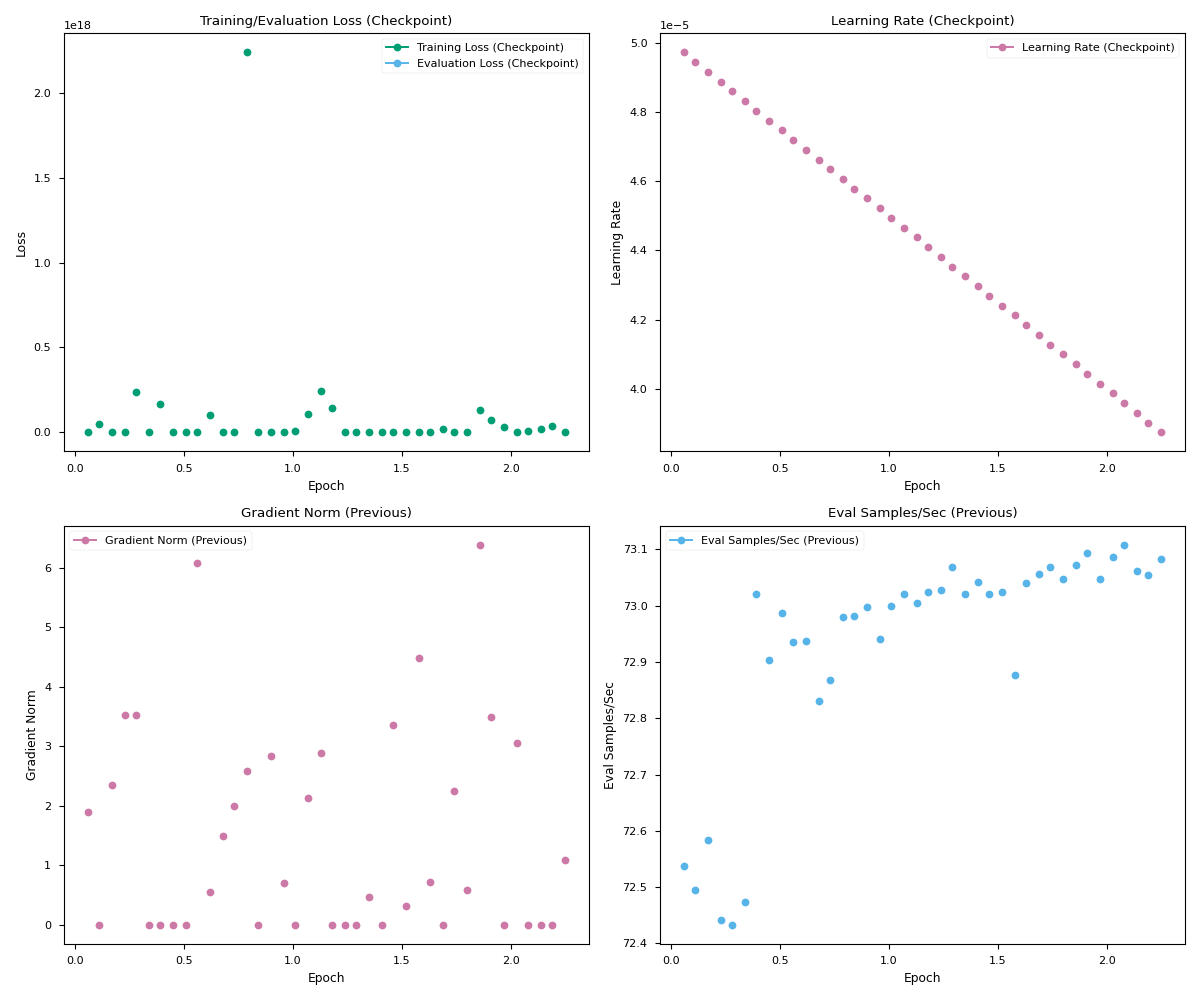 Training/Evaluation Loss (Checkpoint)
1e18
Training Loss (Checkpoint)
Evaluation Loss (Checkpoint)
2.0
1.5
1.0
0.5
0.0
Loss
0.0 0.5 1.0 1.5 2.0
Epoch
Learning Rate (Checkpoint)
1e−5
Learning Rate (Checkpoint)
5.0
4.8
4.6
4.4
4.2
4.0
Learning Rate
0.0 0.5 1.0 1.5 2.0
Epoch
Gradient Norm (Previous)
Gradient Norm (Previous)
6
5
4
3
2
1
0
Gradient Norm
0.0 0.5 1.0 1.5 2.0
Epoch
Eval Samples/Sec (Previous)
Eval Samples/Sec (Previous)
73.1
73.0
72.9
72.8
72.7
72.6
72.5
72.4
Eval Samples/Sec
0.0 0.5 1.0 1.5 2.0
Epoch